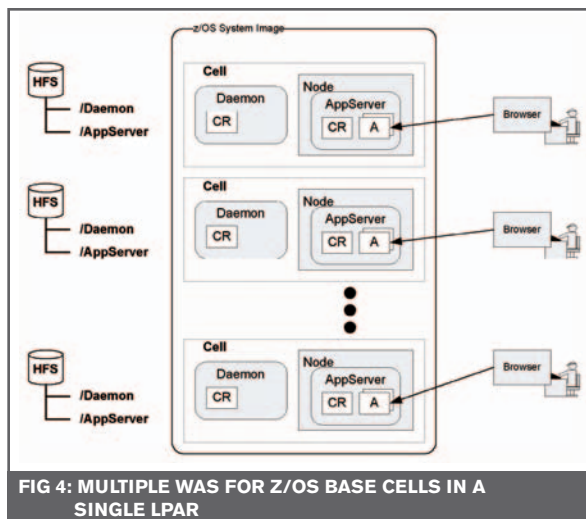 z/OS System Image
Cell
HFS
Daemon
Node
AppServer
/Daemon
CR
CR
A
Browser
/AppServer
Cell
HFS
Daemon
Node
AppServer
/Daemon
CR
CR
A
Browser
/AppServer
Cell
HFS
Daemon
Node
AppServer
Browser
/Daemon
CR
CR
A
/AppServer
FIG 4: MULTIPLE WAS FOR Z/OS BASE CELLS IN A
SINGLE LPAR